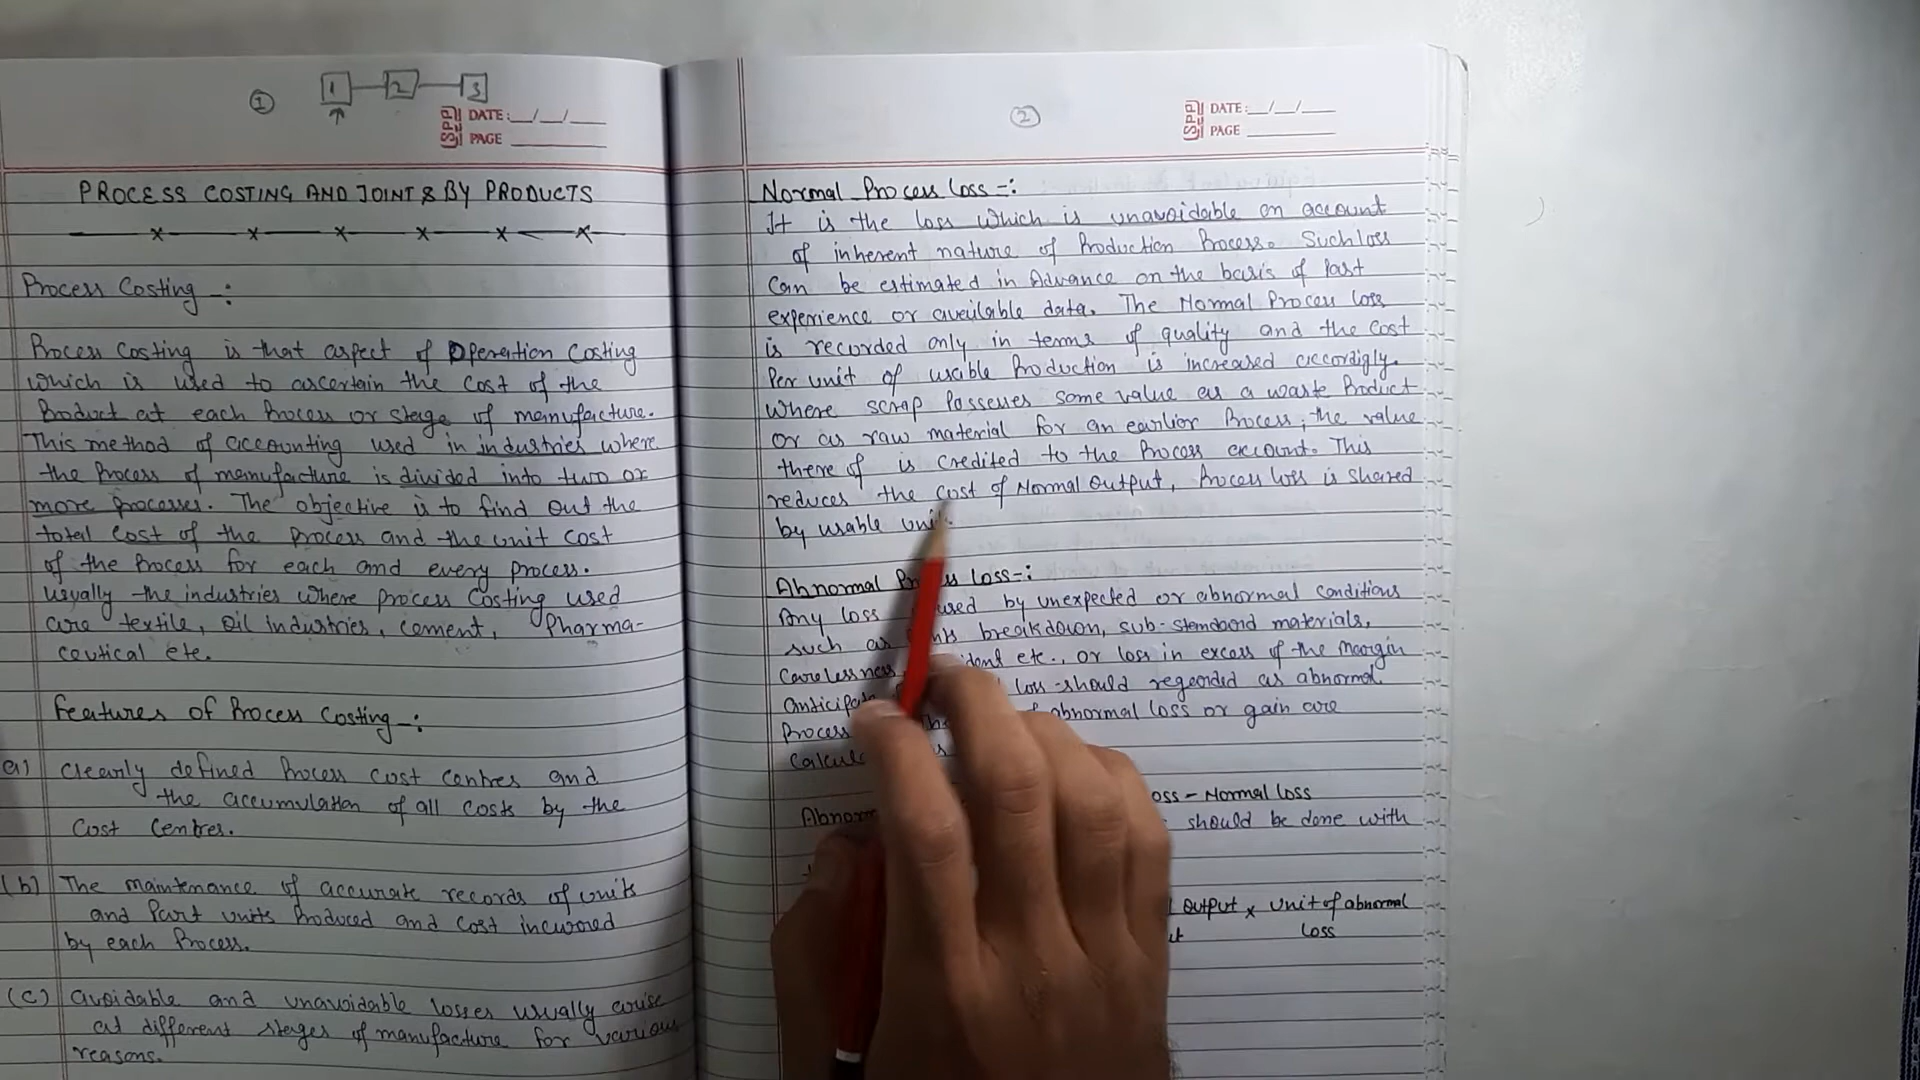 1
1 2 3
SPD DATE: __/__/____
PAGE ________
PROCESS COSTING AND JOINT & BY PRODUCTS
Process Costing -:
Process Costing is that aspect of Operation Costing
which is used to ascertain the cost of the
Product at each Process or stage of manufacture.
This method of accounting used in industries where
the Process of manufacture is divided into two or
more processes. The objective is to find out the
total cost of the process and the unit cost
of the Process for each and every process.
Usually the industries where process costing used
are textile, oil industries, cement, Pharma-
ceutical etc.
Features of Process Costing -:
a) Clearly defined Process cost centres and
the accumulation of all costs by the
Cost Centres.
(b) The maintenance of accurate records of units
and Part units Produced and cost incurred
by each Process.
(c) avoidable and unavoidable losses usually arise
at different stages of manufacture for various
reasons.
2
SPD DATE: __/__/____
PAGE ________
Normal Process Loss -:
It is the loss which is unavoidable on account
of inherent nature of Production Process. Such loss
Can be estimated in Advance on the basis of Past
experience or available data. The Normal Process loss
is recorded only in terms of quality and the cost
Per unit of usible Production is increased accordigly.
Where scrap Possesses some value as a waste Product
or as raw material for an earlior Process, the value
there of is credited to the Process account. This
reduces the cost of Normal Output, Process loss is shared
by usable
Abnormal Loss -:
Any loss by unexpected or abnormal conditions
such as breakdown, sub-standard materials,
Carelessness etc., or loss in excess of the margin
loss should regarded as abnormal.
Process abnormal loss or gain are
- Normal loss
should be done with
output x unit of abnormal
loss